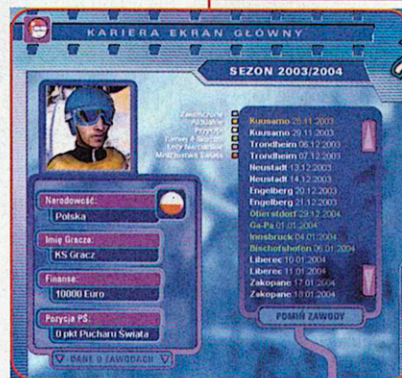 KARIERA EKRAN GŁÓWNY
SEZON 2003/2004
Zakończone
Puchar Świata
Narodowość:
Polska
Imię Gracza:
KS Gracz
Finanse:
10000 Euro
Pozycja PŚ:
0 pkt Pucharu Świata
DANE O ZAWODACH
Kuusamo 28.11.2003
Kuusamo 29.11.2003
Trondheim 06.12.2003
Trondheim 07.12.2003
Neustadt 13.12.2003
Neustadt 14.12.2003
Engelberg 20.12.2003
Engelberg 21.12.2003
Oberstdorf 29.12.2004
Ga-Pa 01.01.2004
Innsbruck 04.01.2004
Bischofshofen 06.01.2004
Liberec 10.01.2004
Liberec 11.01.2004
Zakopane 17.01.2004
Zakopane 18.01.2004
POMIŃ ZAWODY